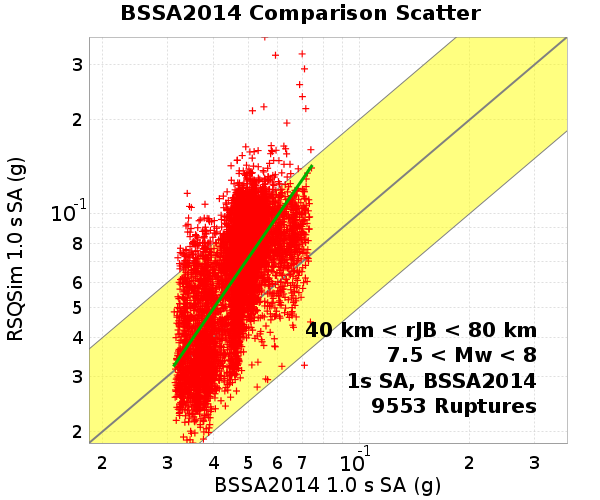 BSSA2014 Comparison Scatter
3
2
10-1
8
6
5
4
3
2
RSQSim 1.0 s SA (g)
40 km < rJB < 80 km
7.5 < Mw < 8
1s SA, BSSA2014
9553 Ruptures
2 3 4 5 6 7 10-1 2 3
BSSA2014 1.0 s SA (g)